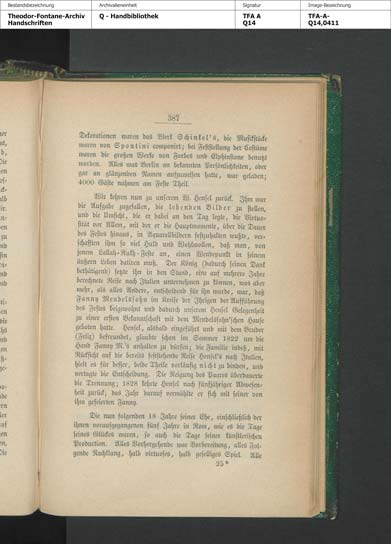 Bestandsbezeichnung
Archivalieneinheit
Signatur
Image-Bezeichnung
Theodor-Fontane-Archiv
Handschriften
Q - Handbibliothek
TFA A
Q14
TFA-A-
Q14,0411
387
Dekorationen waren das Werk Schinkel's, die Musikstücke
waren von Spontini componirt; bei Feststellung der Costüme
waren die großen Werke von Forbes und Elphinstone benutzt
worden. Alles was Berlin an bekannten Persönlichkeiten, oder
gar an glänzenden Namen aufzuweisen hatte, war geladen;
4000 Gäste nahmen am Feste Theil.
Wir kehren nun zu unserem W. Hensel zurück. Ihm war
die Aufgabe zugefallen, die lebenden Bilder zu stellen,
und die Umsicht, die er dabei an den Tag legte, die Virtuo-
sität vor Allem, mit der er die Hauptmomente, über die Dauer
des Festes hinaus, in Aquarellbildern festzuhalten wußte, ver-
schafften ihm so viel Huld und Wohlwollen, daß man, von
jenem Lallah-Rukh-Feste an, einen Wendepunkt in seinem
äußern Leben datiren muß. Der König (dadurch seinen Dank
bethätigend) setzte ihn in den Stand, eine auf mehrere Jahre
berechnete Reise nach Italien unternehmen zu können, was aber
mehr, als alles Andere, entscheidend für ihn wurde, war, daß
Fanny Mendelssohn im Kreise der Ihrigen der Aufführung
des Festes beigewohnt und dadurch unserem Hensel Gelegenheit
zu einer ersten Bekanntschaft mit dem Mendelssohn'schen Hause
geboten hatte. Hensel, alsbald eingeführt und mit dem Bruder
(Felix) befreundet, glaubte schon im Sommer 1822 um die
Hand Fanny M.'s anhalten zu dürfen; die Familie indeß, mit
Rücksicht auf die bereits feststehende Reise Hensel's nach Italien,
hielt es für besser, beide Theile vorläufig nicht zu binden, und
vertagte die Entscheidung. Die Neigung des Paares überdauerte
die Trennung; 1828 kehrte Hensel nach fünfjähriger Abwesen-
heit zurück; das Jahr darauf vermählte er sich mit seiner von
ihm gefeierten Fanny.
Die nun folgenden 18 Jahre seiner Ehe, einschließlich der
ihnen vorausgegangenen fünf Jahre in Rom, wie es die Tage
seines Glückes waren, so auch die Tage seiner künstlerischen
Production. Alles Vorhergehende war Vorbereitung, alles Fol-
gende Nachklang, halb virtuoses, halb geselliges Spiel. Alle
25*